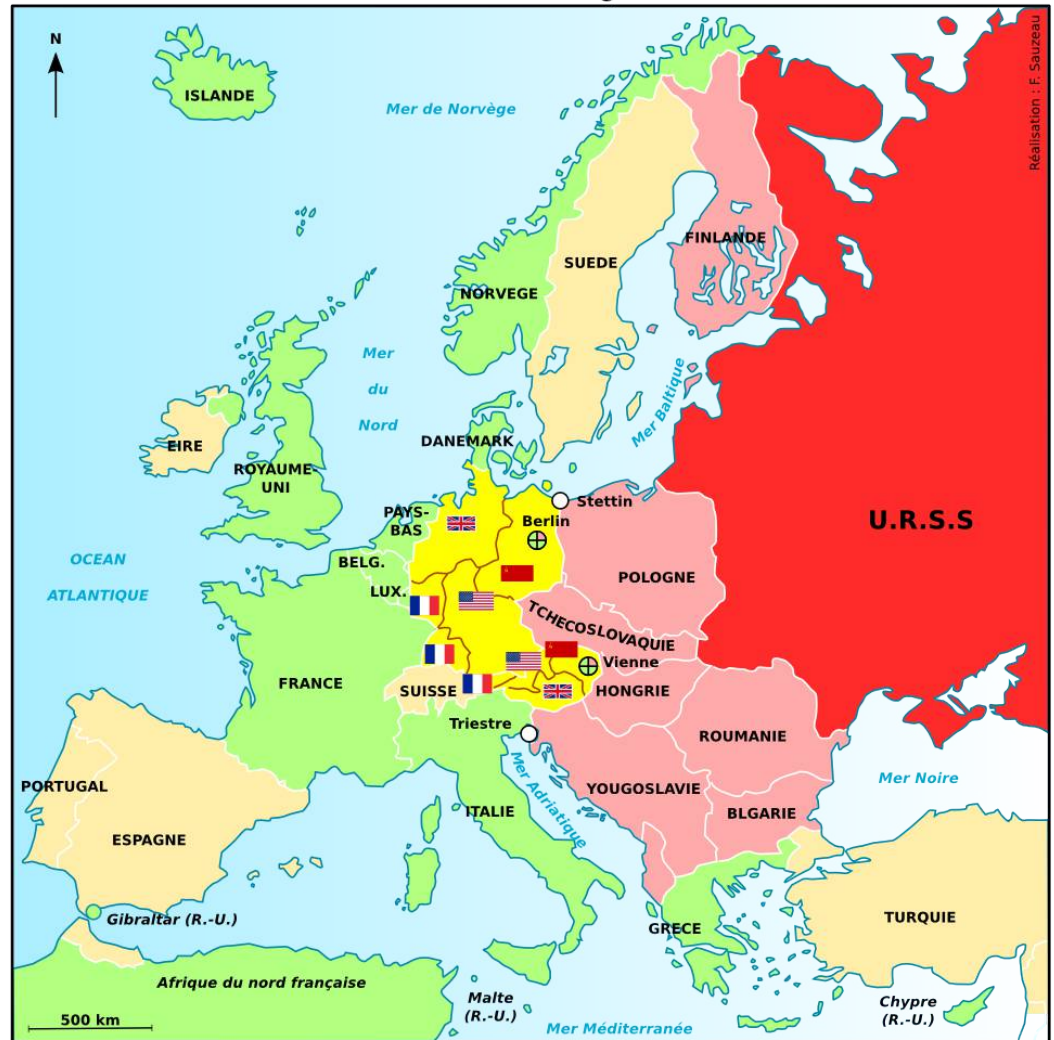 N
Réalisation : F. Sauzeau
ISLANDE
Mer de Norvège
FINLANDE
SUEDE
NORVEGE
Mer
du
Nord
Mer Baltique
DANEMARK
EIRE
ROYAUME-
UNI
PAYS-
BAS
Stettin
Berlin
U.R.S.S
OCEAN
ATLANTIQUE
BELG.
LUX.
POLOGNE
TCHECOSLOVAQUIE
Vienne
FRANCE
SUISSE
HONGRIE
Triestre
ROUMANIE
Mer Noire
PORTUGAL
YOUGOSLAVIE
Mer Adriatique
ITALIE
BLGARIE
ESPAGNE
Gibraltar (R.-U.)
GRECE
TURQUIE
Afrique du nord française
Malte
(R.-U.)
Chypre
(R.-U.)
500 km
Mer Méditerranée